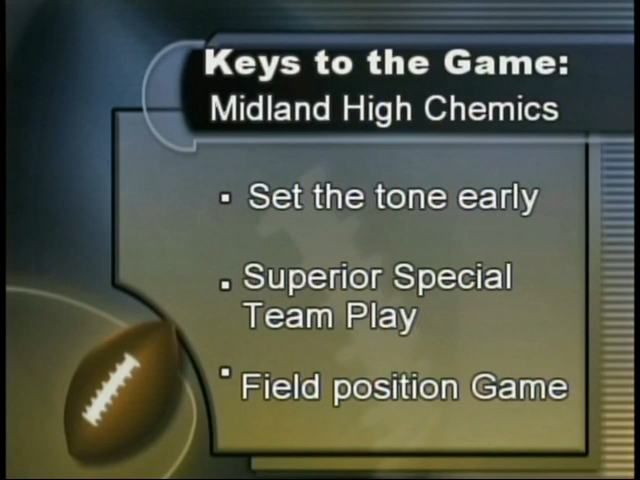 Keys to the Game:
Midland High Chemics
▪ Set the tone early
▪ Superior Special
Team Play
▪ Field position Game